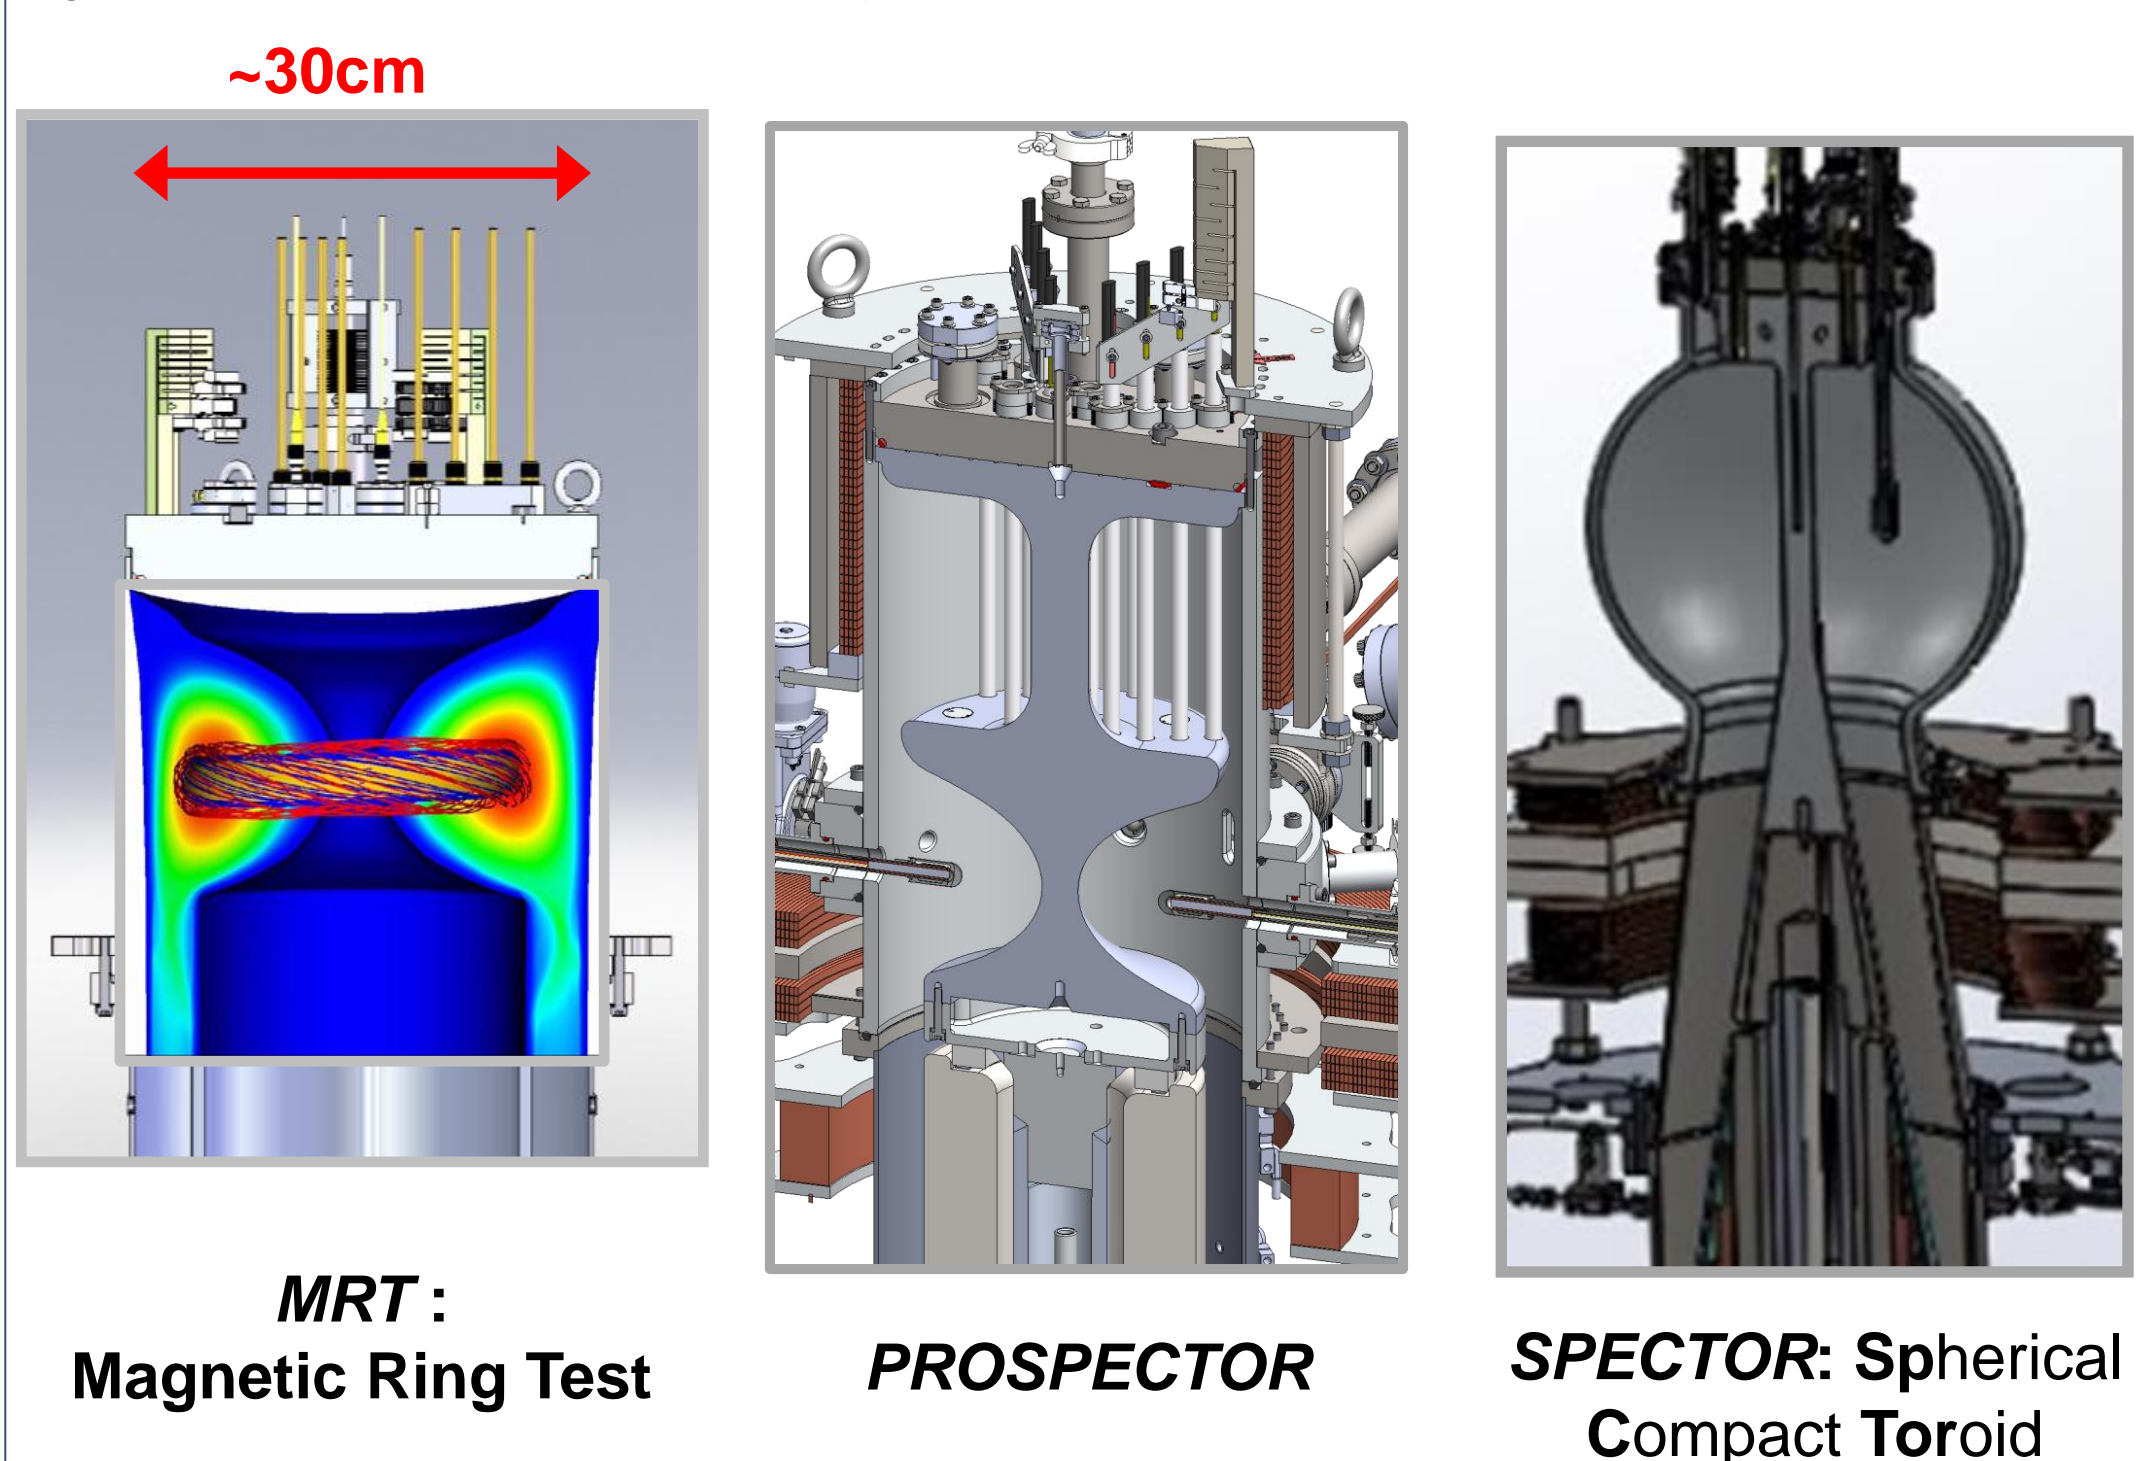 ~30cm
MRT :
Magnetic Ring Test
PROSPECTOR
SPECTOR: Spherical
Compact Toroid